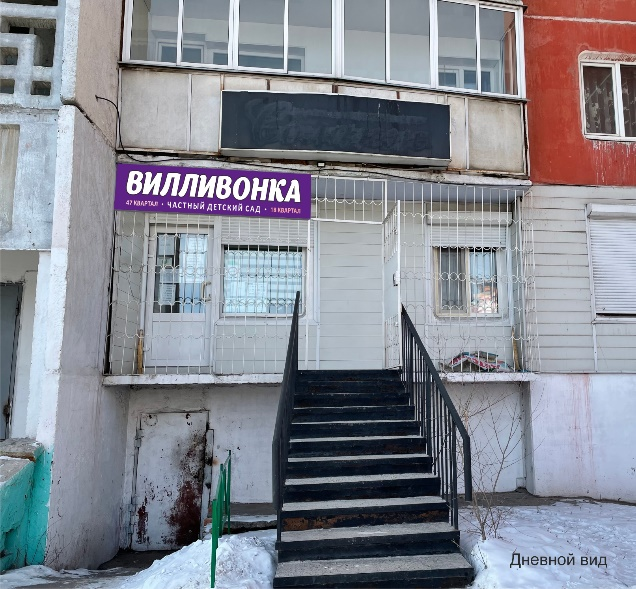 ВИЛЛИВОНКА
47 КВАРТАЛ • ЧАСТНЫЙ ДЕТСКИЙ САД • 18 КВАРТАЛ
Дневной вид